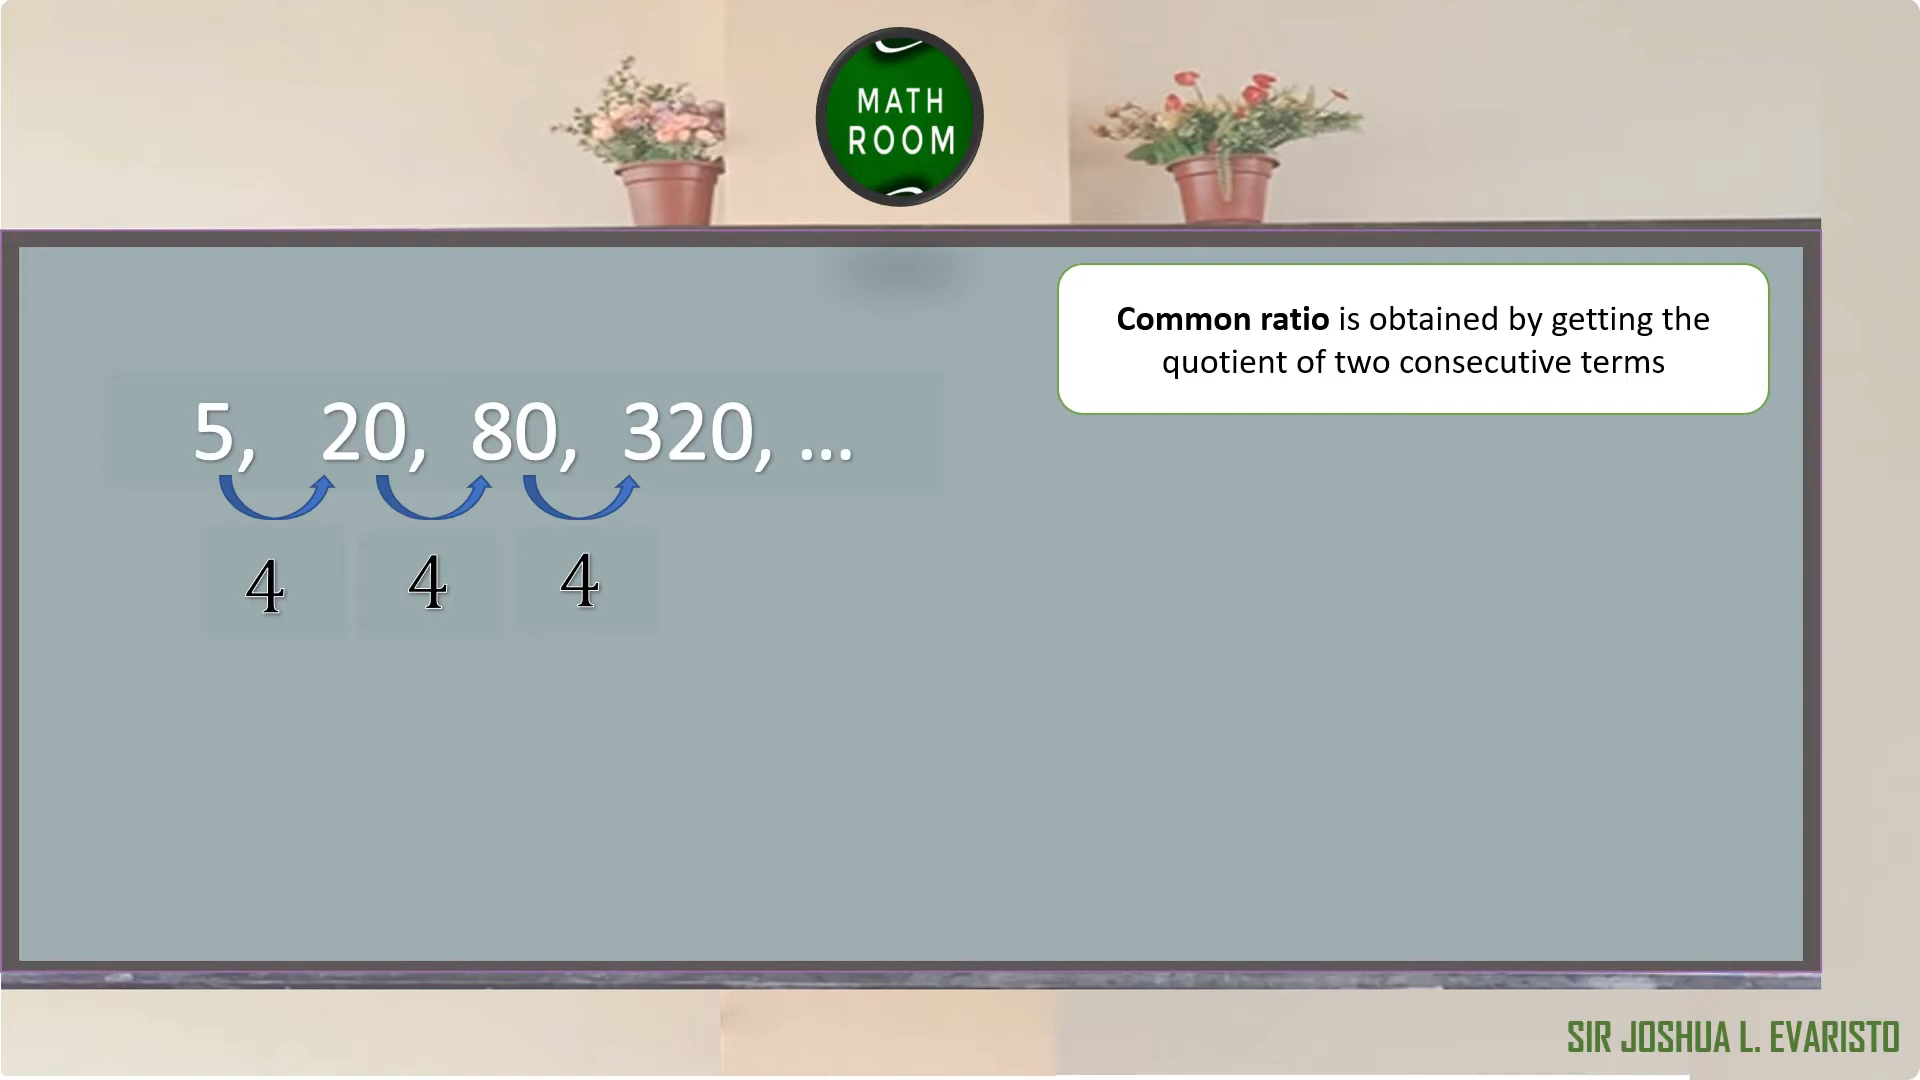 MATH
ROOM
Common ratio is obtained by getting the
quotient of two consecutive terms
5, 20, 80, 320, ...
4 4 4
SIR JOSHUA L. EVARISTO